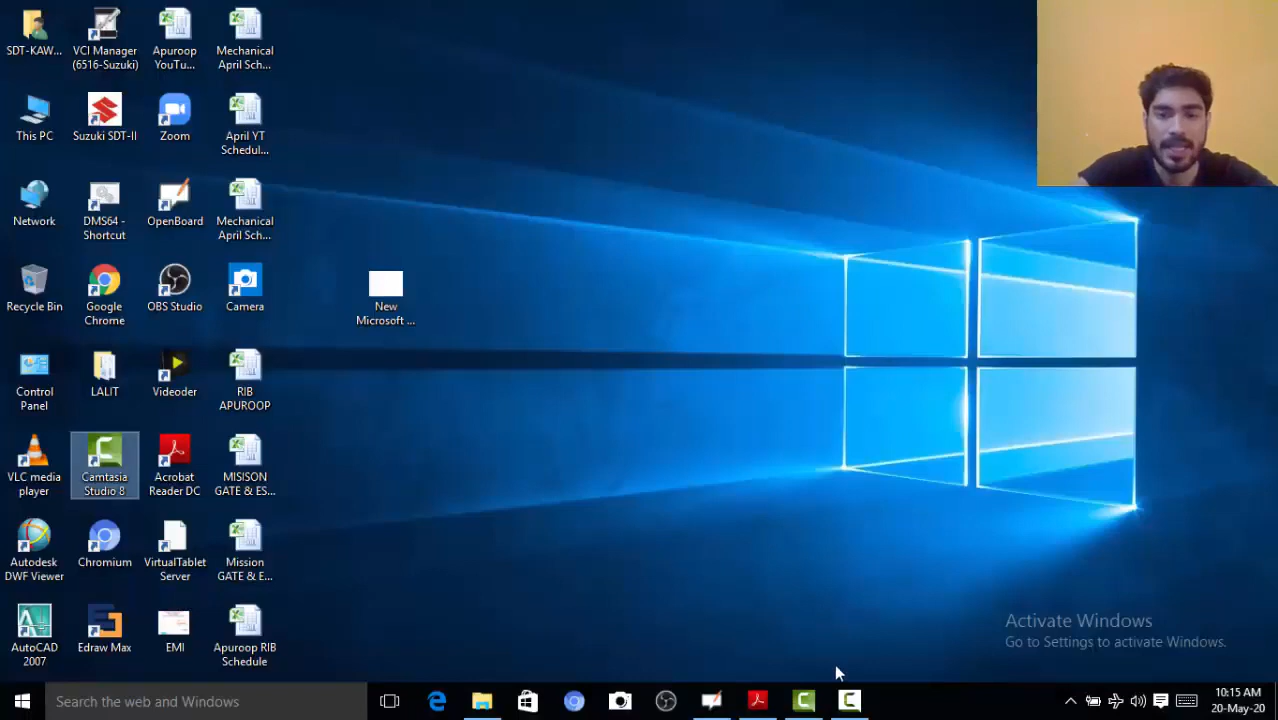 SDT-KAW...
VCI Manager
(6516-Suzuki)
Apuroop
YouTu...
Mechanical
April Sch...
This PC
Suzuki SDT-II
Zoom
April YT
Schedul...
Network
DMS64 -
Shortcut
OpenBoard
Mechanical
April Sch...
Recycle Bin
Google
Chrome
OBS Studio
Camera
New
Microsoft ...
Control
Panel
LALIT
Videoder
RIB
APUROOP
VLC media
player
Camtasia
Studio 8
Acrobat
Reader DC
MISISON
GATE & ES...
Autodesk
DWF Viewer
Chromium
VirtualTablet
Server
Mission
GATE & E...
AutoCAD
2007
Edraw Max
EMI
Apuroop RIB
Schedule
Activate Windows
Go to Settings to activate Windows.
Search the web and Windows
10:15 AM
20-May-20